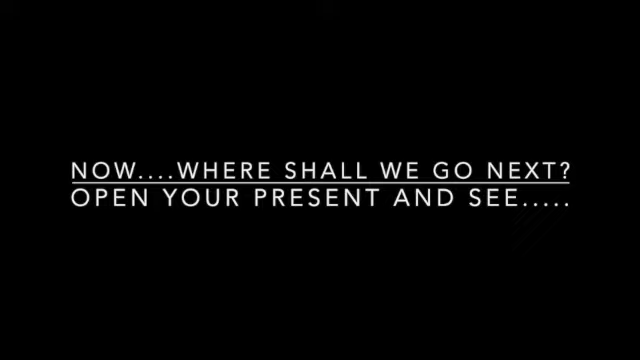 NOW....WHERE SHALL WE GO NEXT?
OPEN YOUR PRESENT AND SEE.....